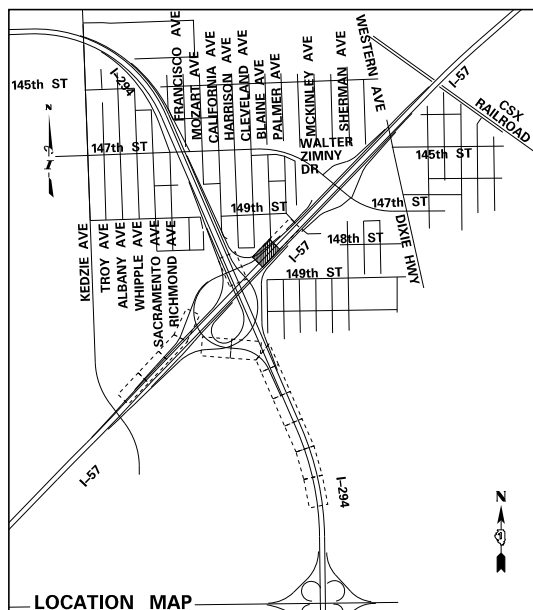 145th ST
I-294
FRANCISCO AVE
MOZART AVE
CALIFORNIA AVE
HARRISON AVE
CLEVELAND AVE
BLAINE AVE
PALMER AVE
MCKINLEY AVE
SHERMAN AVE
WESTERN AVE
I-57
CSX
RAILROAD
N
147th ST
WALTER
ZIMNY
DR
145th ST
149th ST
147th ST
I-57
148th ST
DIXIE HWY
149th ST
KEDZIE AVE
TROY AVE
ALBANY AVE
WHIPPLE AVE
SACRAMENTO AVE
RICHMOND AVE
I-57
I-294
N
LOCATION MAP